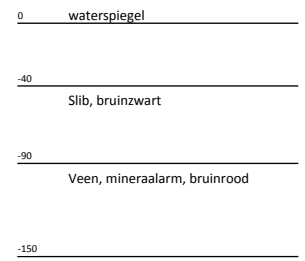 0 waterspiegel
-40
Slib, bruinzwart
-90
Veen, mineraalarm, bruinrood
-150